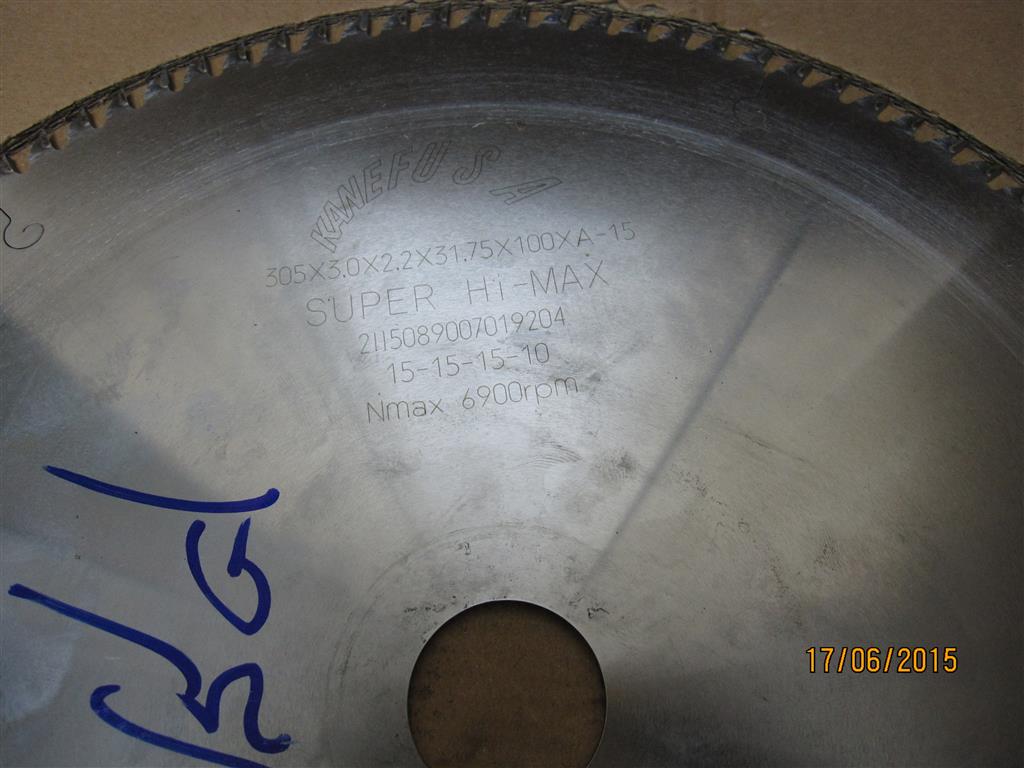 KANEFUSA
305X3.0X2.2X31.75X100XA-15
SUPER Hi-MAX
2115089007019204
15-15-15-10
Nmax 6900rpm
17/06/2015